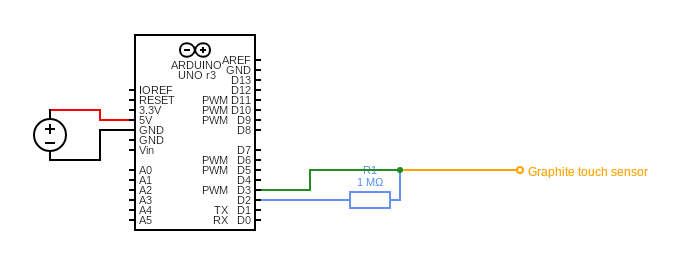 ARDUINO
UNO r3
AREF
GND
D13
IOREF
D12
RESET
PWM D11
3.3V
PWM D10
5V
PWM D9
GND
D8
GND
Vin
D7
PWM D6
A0
PWM D5
A1
D4
A2
PWM D3
A3
D2
A4
TX D1
A5
RX D0
R1
1 MΩ
Graphite touch sensor